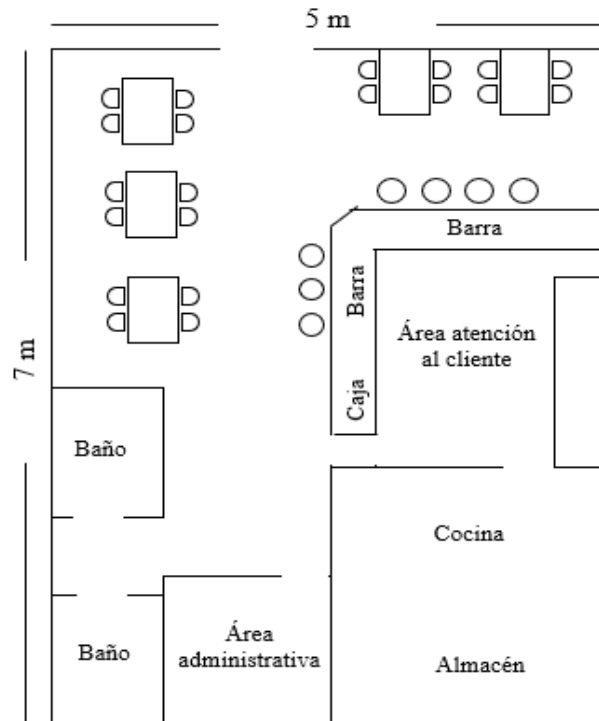 5 m
Barra
Barra
Área atención
al cliente
7 m
Caja
Baño
Cocina
Área
administrativa
Baño
Almacén